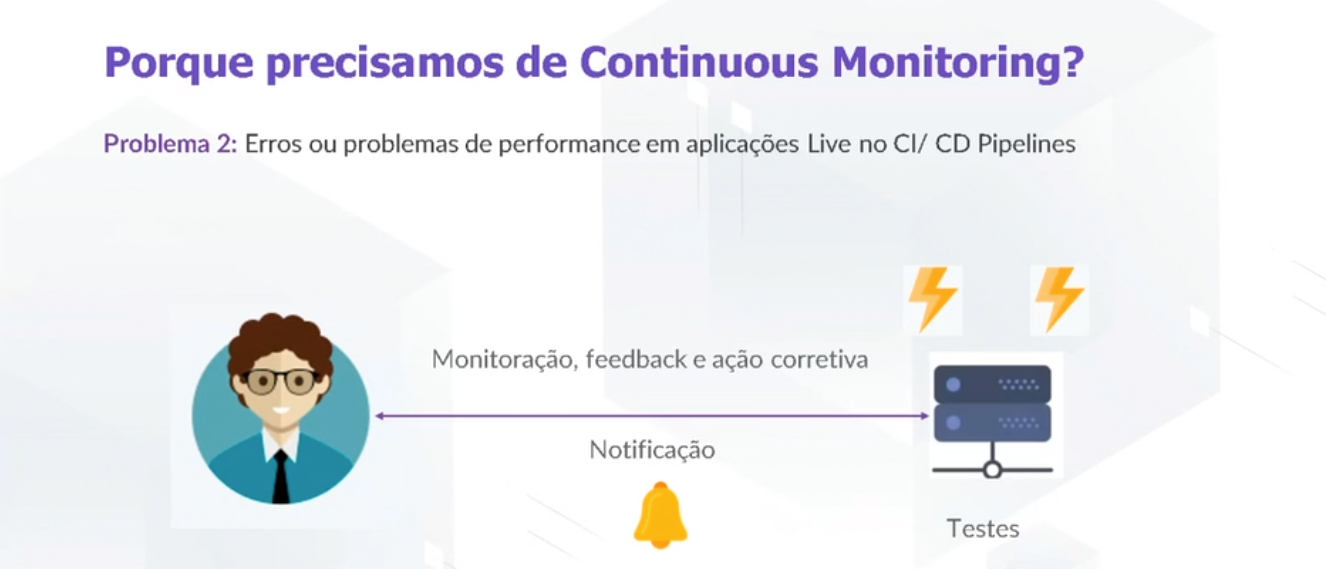 Porque precisamos de Continuous Monitoring?
Problema 2: Erros ou problemas de performance em aplicações Live no CI/ CD Pipelines
Monitoração, feedback e ação corretiva
Notificação
Testes